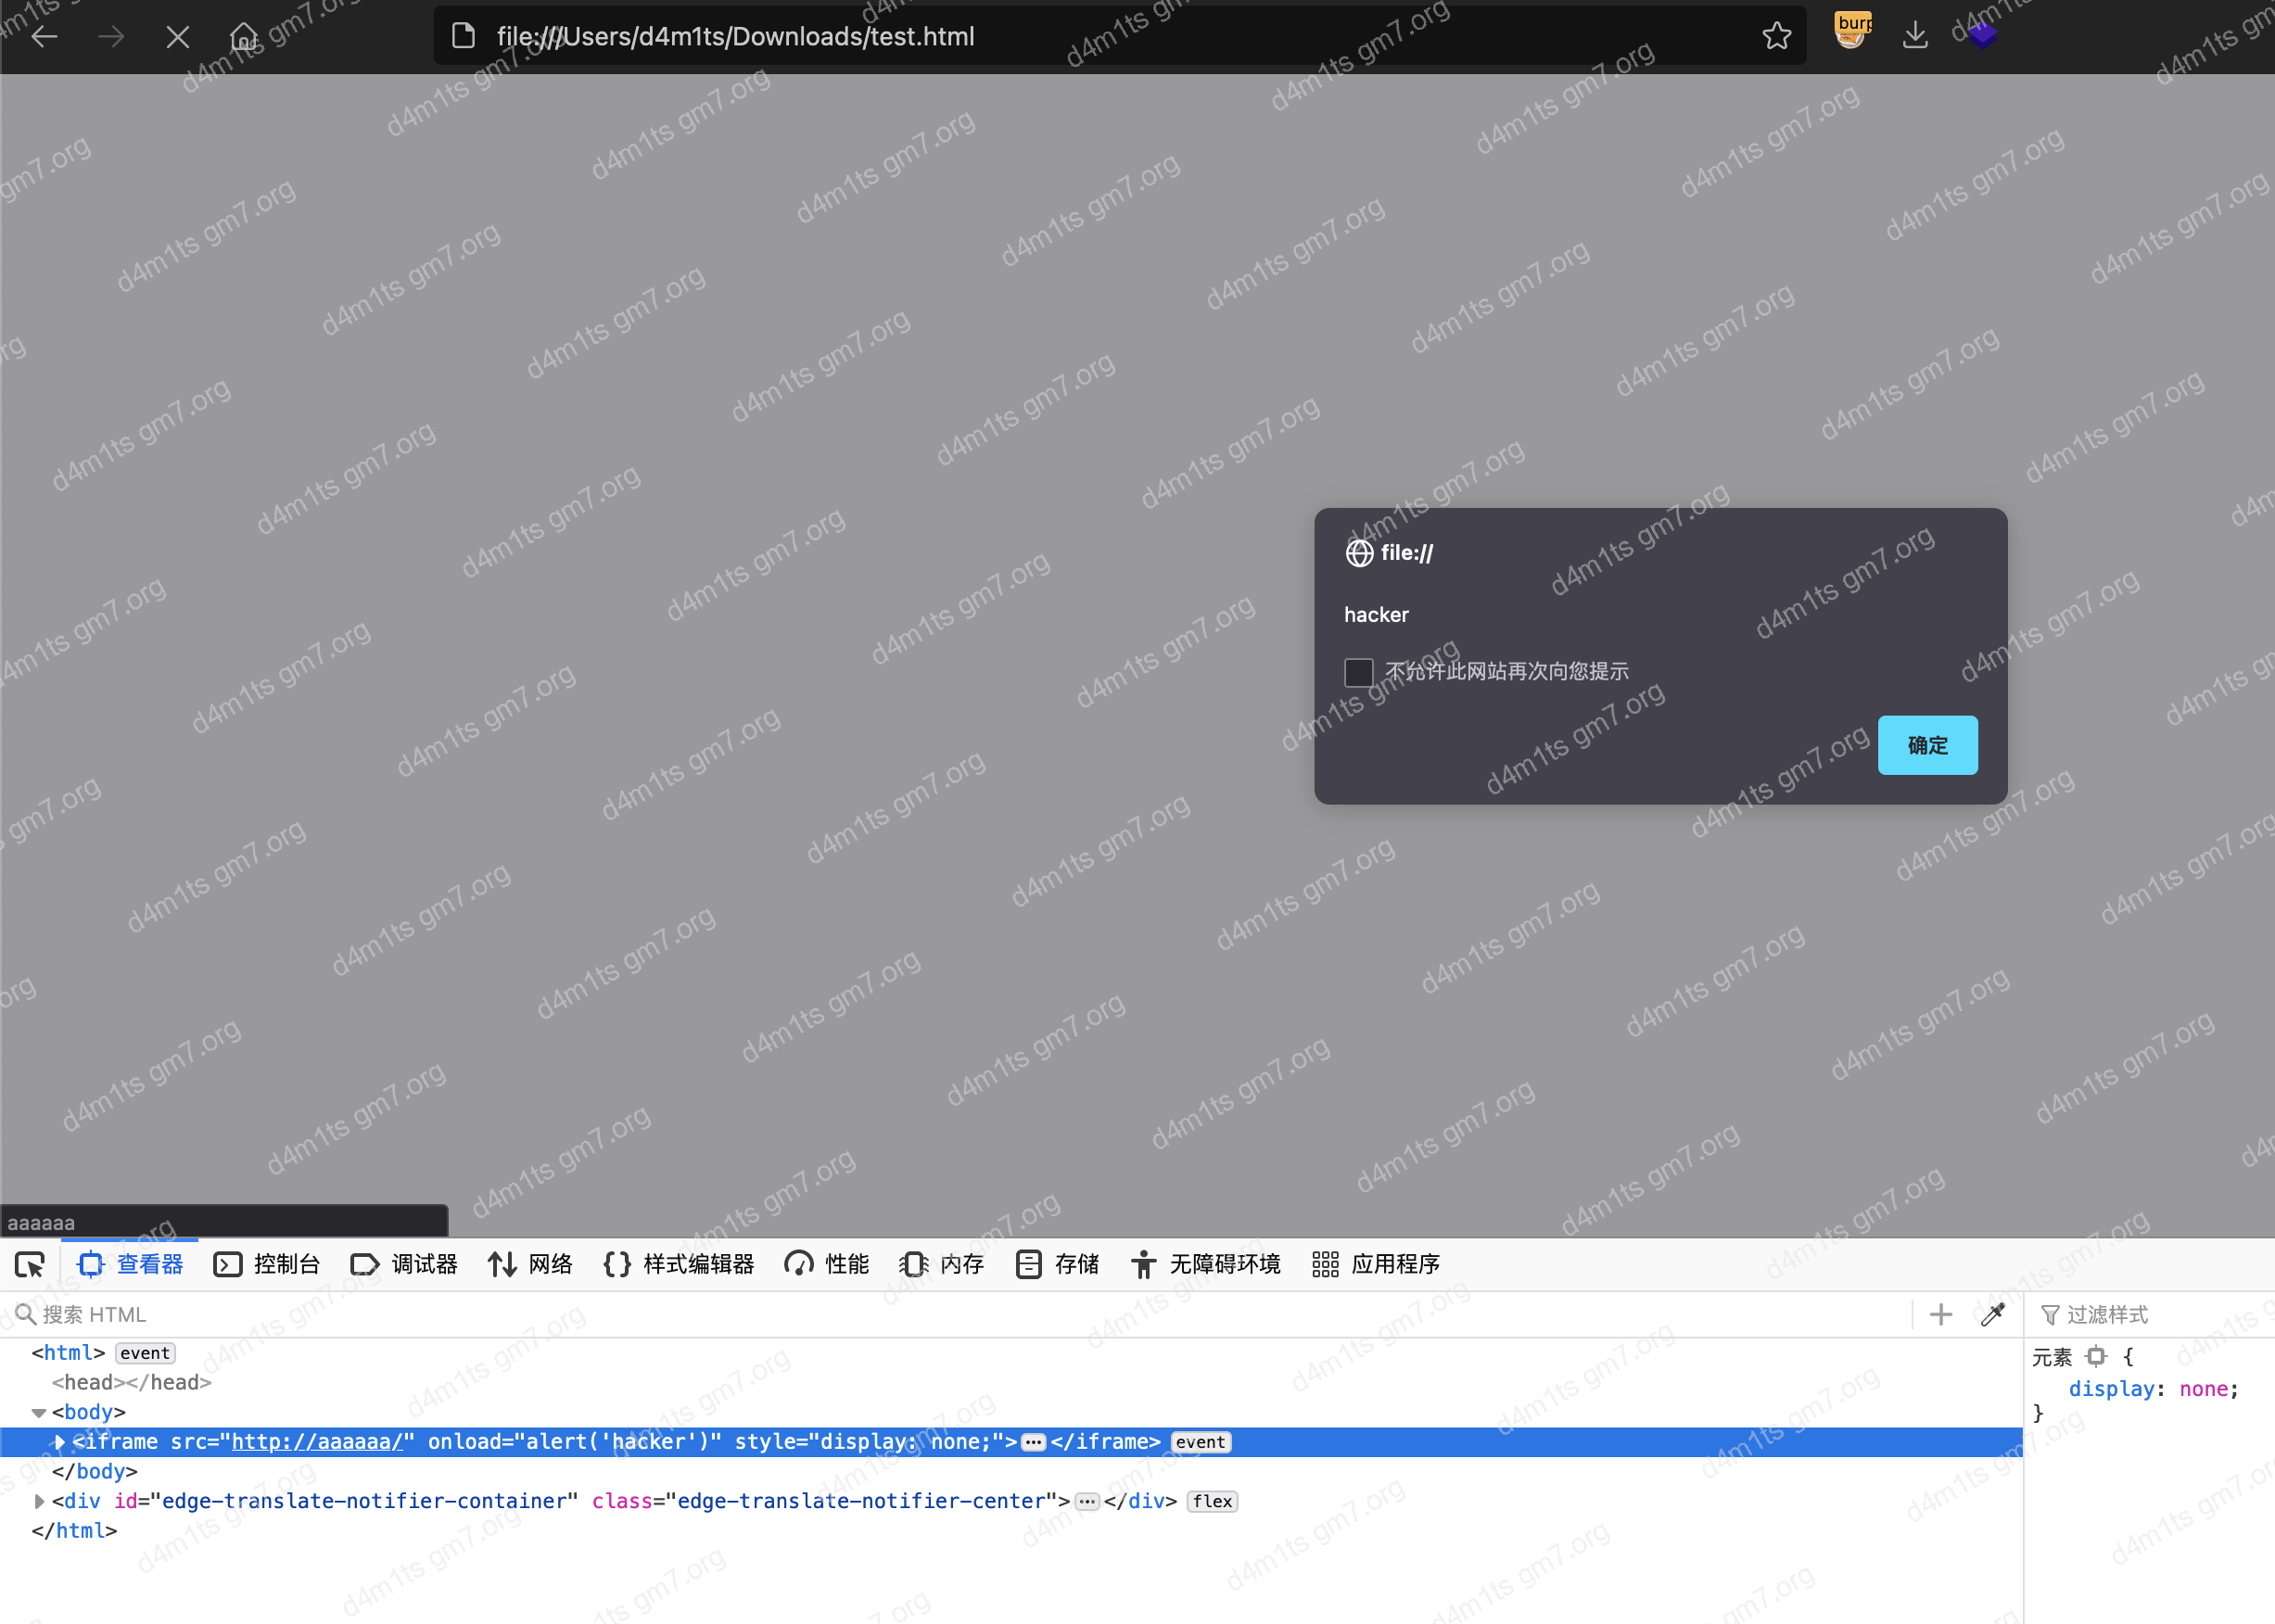 file:///Users/d4m1ts/Downloads/test.html
burp
d4m1ts gm7.org
file://
hacker
不允许此网站再次向您提示
确定
aaaaaa
查看器 控制台 调试器 网络 样式编辑器 性能 内存 存储 无障碍环境 应用程序
搜索 HTML
过滤样式
<html> event
<head></head>
<body>
<iframe src="http://aaaaaa/" onload="alert('hacker')" style="display: none;">⋯</iframe> event
</body>
<div id="edge-translate-notifier-container" class="edge-translate-notifier-center">⋯</div> flex
</html>
元素 {
display: none;
}